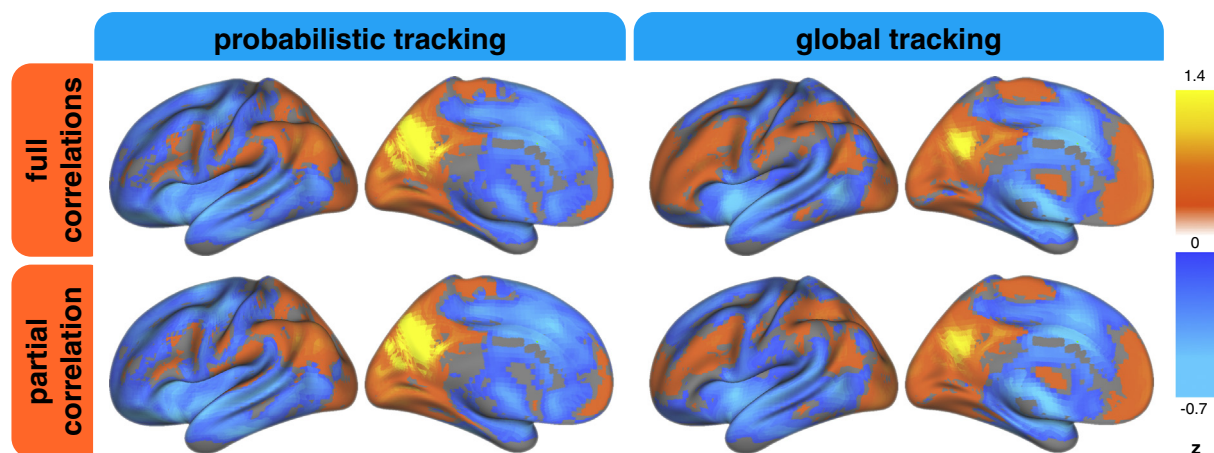 probabilistic tracking
global tracking
full
correlations
partial
correlation
1.4
0
-0.7
z